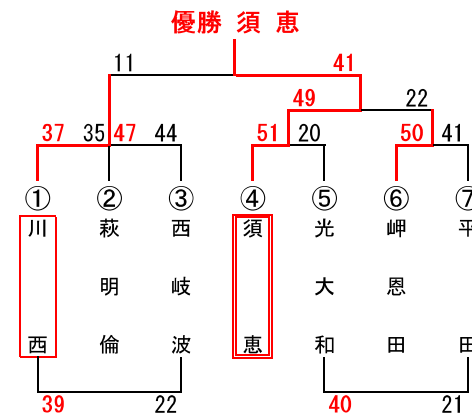 優勝 須 恵
11 41
49 22
37 35 47 44 51 20 50 41
① ② ③ ④ ⑤ ⑥ ⑦
川西
萩明倫
西岐波
須恵
光大和
岬恩田
平田
39 22 40 21